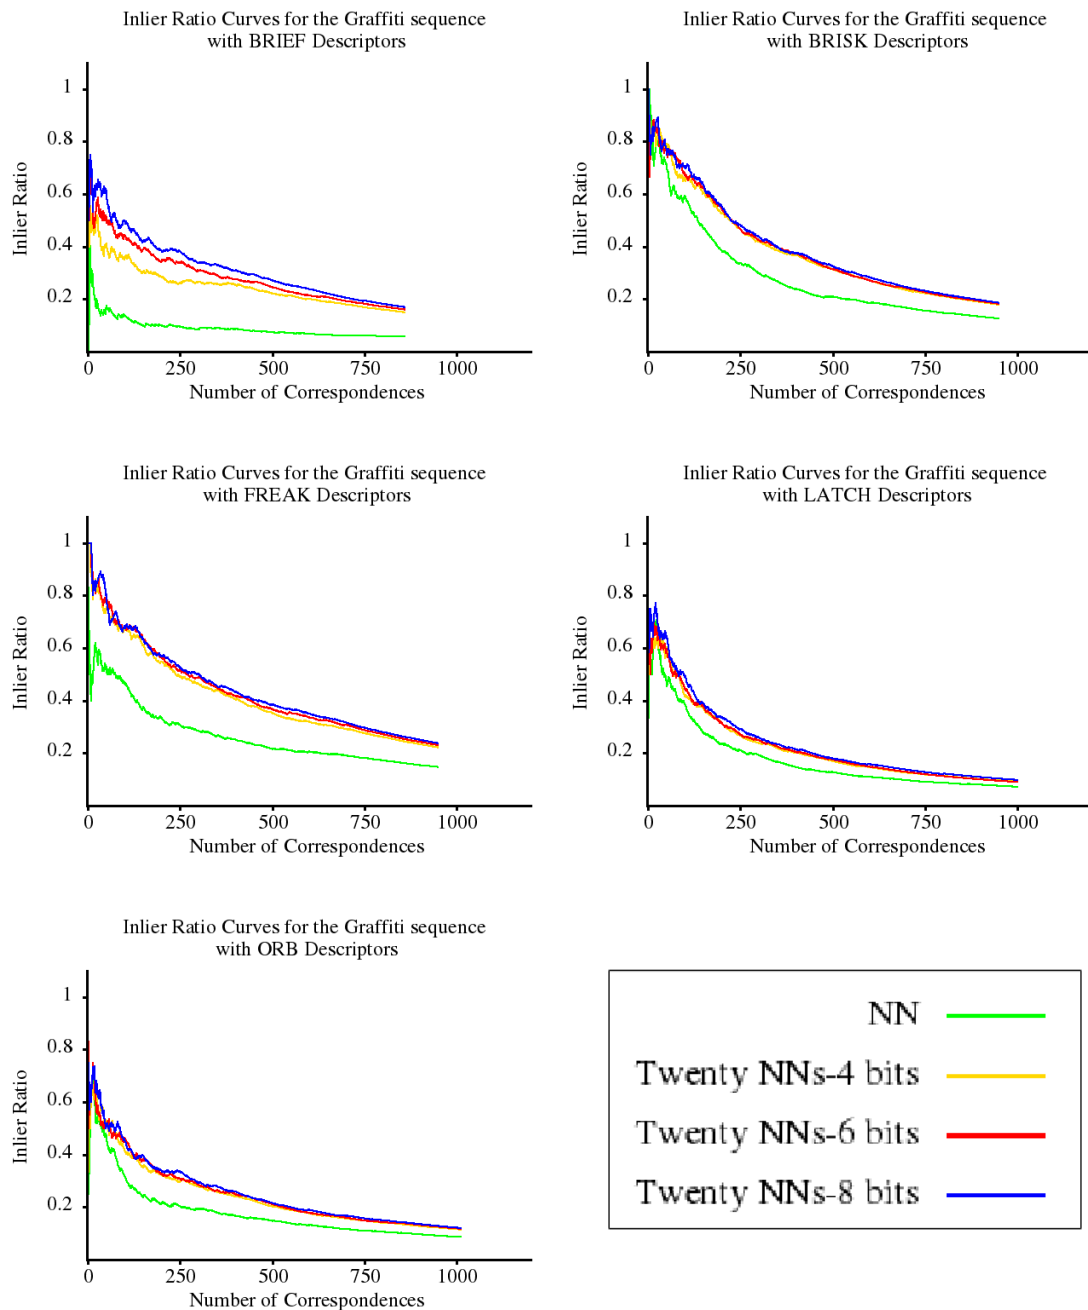 Inlier Ratio Curves for the Graffiti sequence
with BRIEF Descriptors
1
0.8
0.6
0.4
0.2
Inlier Ratio
0 250 500 750 1000
Number of Correspondences
Inlier Ratio Curves for the Graffiti sequence
with BRISK Descriptors
1
0.8
0.6
0.4
0.2
Inlier Ratio
0 250 500 750 1000
Number of Correspondences
Inlier Ratio Curves for the Graffiti sequence
with FREAK Descriptors
1
0.8
0.6
0.4
0.2
Inlier Ratio
0 250 500 750 1000
Number of Correspondences
Inlier Ratio Curves for the Graffiti sequence
with LATCH Descriptors
1
0.8
0.6
0.4
0.2
Inlier Ratio
0 250 500 750 1000
Number of Correspondences
Inlier Ratio Curves for the Graffiti sequence
with ORB Descriptors
1
0.8
0.6
0.4
0.2
Inlier Ratio
0 250 500 750 1000
Number of Correspondences
NN
Twenty NNs-4 bits
Twenty NNs-6 bits
Twenty NNs-8 bits